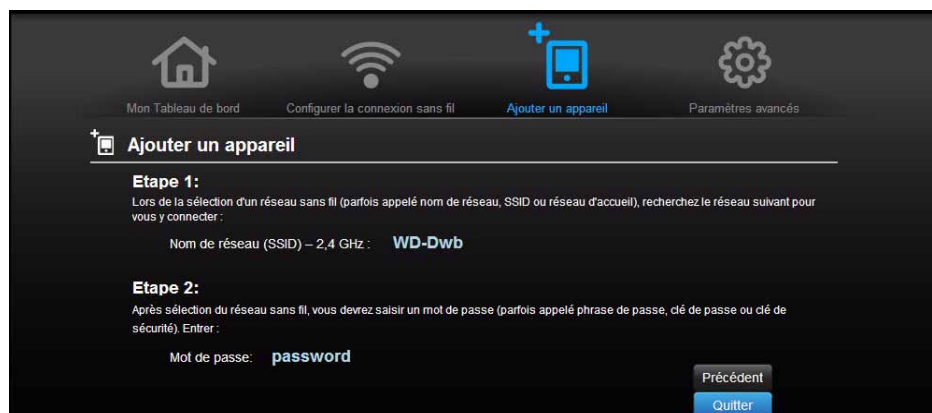 Mon Tableau de bord
Configurer la connexion sans fil
Ajouter un appareil
Paramètres avancés
Ajouter un appareil
Etape 1:
Lors de la sélection d'un réseau sans fil (parfois appelé nom de réseau, SSID ou réseau d'accueil), recherchez le réseau suivant pour
vous y connecter :
Nom de réseau (SSID) – 2,4 GHz : WD-Dwb
Etape 2:
Après sélection du réseau sans fil, vous devrez saisir un mot de passe (parfois appelé phrase de passe, clé de passe ou clé de
sécurité). Entrer :
Mot de passe: password
Précédent
Quitter